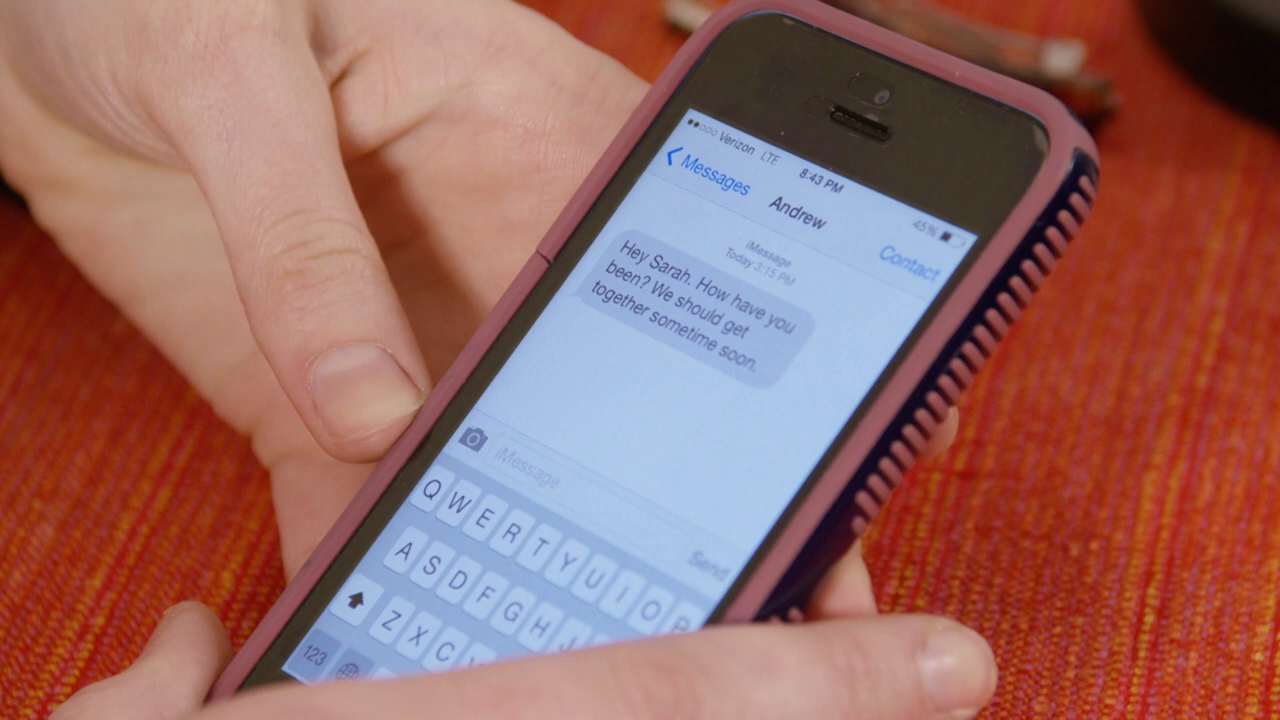 Verizon LTE 8:43 PM 45%
Messages Andrew Contact
iMessage
Today 3:15 PM
Hey Sarah. How have you
been? We should get
together sometime soon.
iMessage Send
Q W E R T Y U I O P
A S D F G H J
Z X C V
123